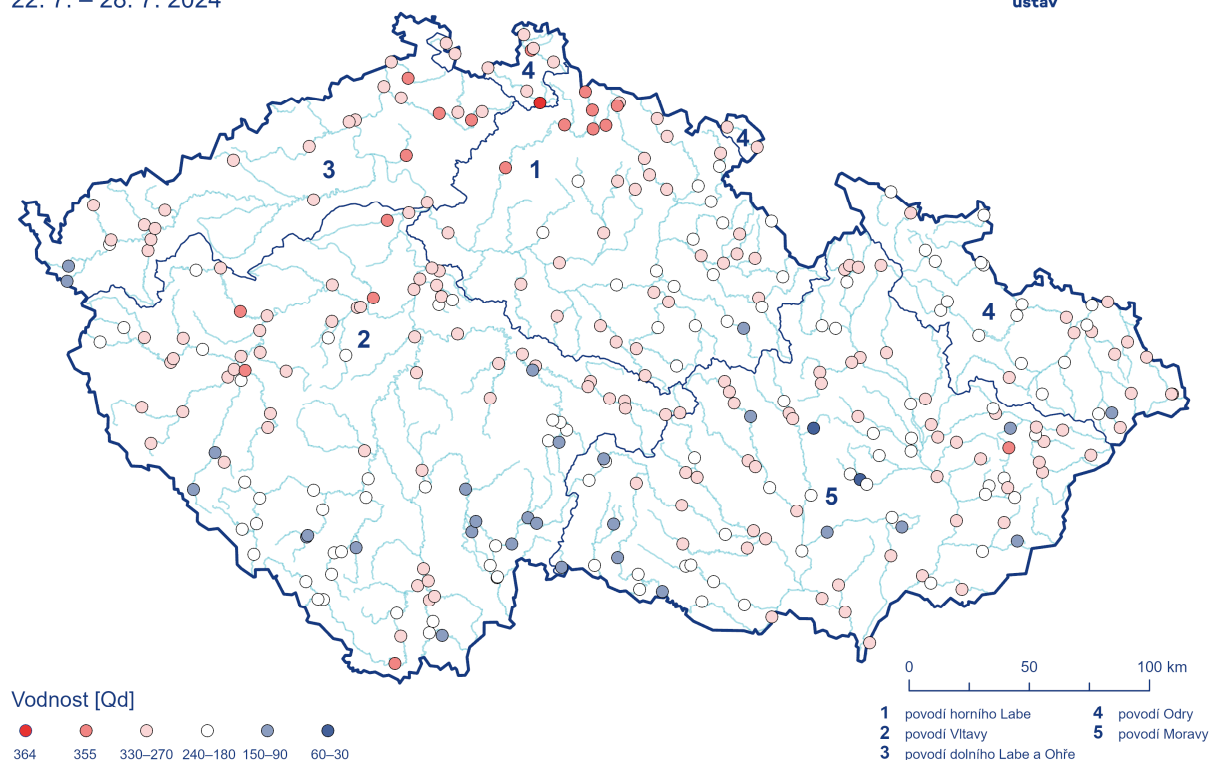 22. 7. – 28. 7. 2024
ústav
4
4
3
1
4
2
5
0 50 100 km
Vodnost [Qd]
364 355 330–270 240–180 150–90 60–30
1 povodí horního Labe
2 povodí Vltavy
3 povodí dolního Labe a Ohře
4 povodí Odry
5 povodí Moravy